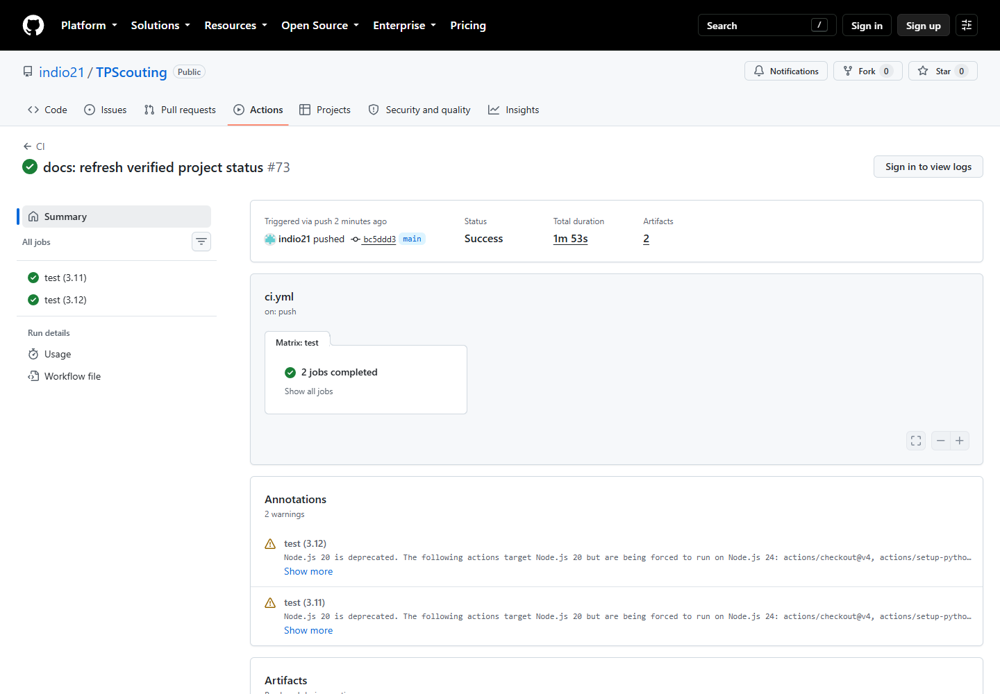 Platform Solutions Resources Open Source Enterprise Pricing Search / Sign in Sign up
indio21 / TPScouting Public Notifications Fork 0 Star 0
Code Issues Pull requests Actions Projects Security and quality Insights
CI
docs: refresh verified project status #73
Sign in to view logs
Summary
All jobs
test (3.11)
test (3.12)
Run details
Usage
Workflow file
Triggered via push 2 minutes ago Status Total duration Artifacts
indio21 pushed bc5ddd3 main Success 1m 53s 2
ci.yml
on: push
Matrix: test
2 jobs completed
Show all jobs
Annotations
2 warnings
test (3.12)
Node.js 20 is deprecated. The following actions target Node.js 20 but are being forced to run on Node.js 24: actions/checkout@v4, actions/setup-pytho…
Show more
test (3.11)
Node.js 20 is deprecated. The following actions target Node.js 20 but are being forced to run on Node.js 24: actions/checkout@v4, actions/setup-pytho…
Show more
Artifacts